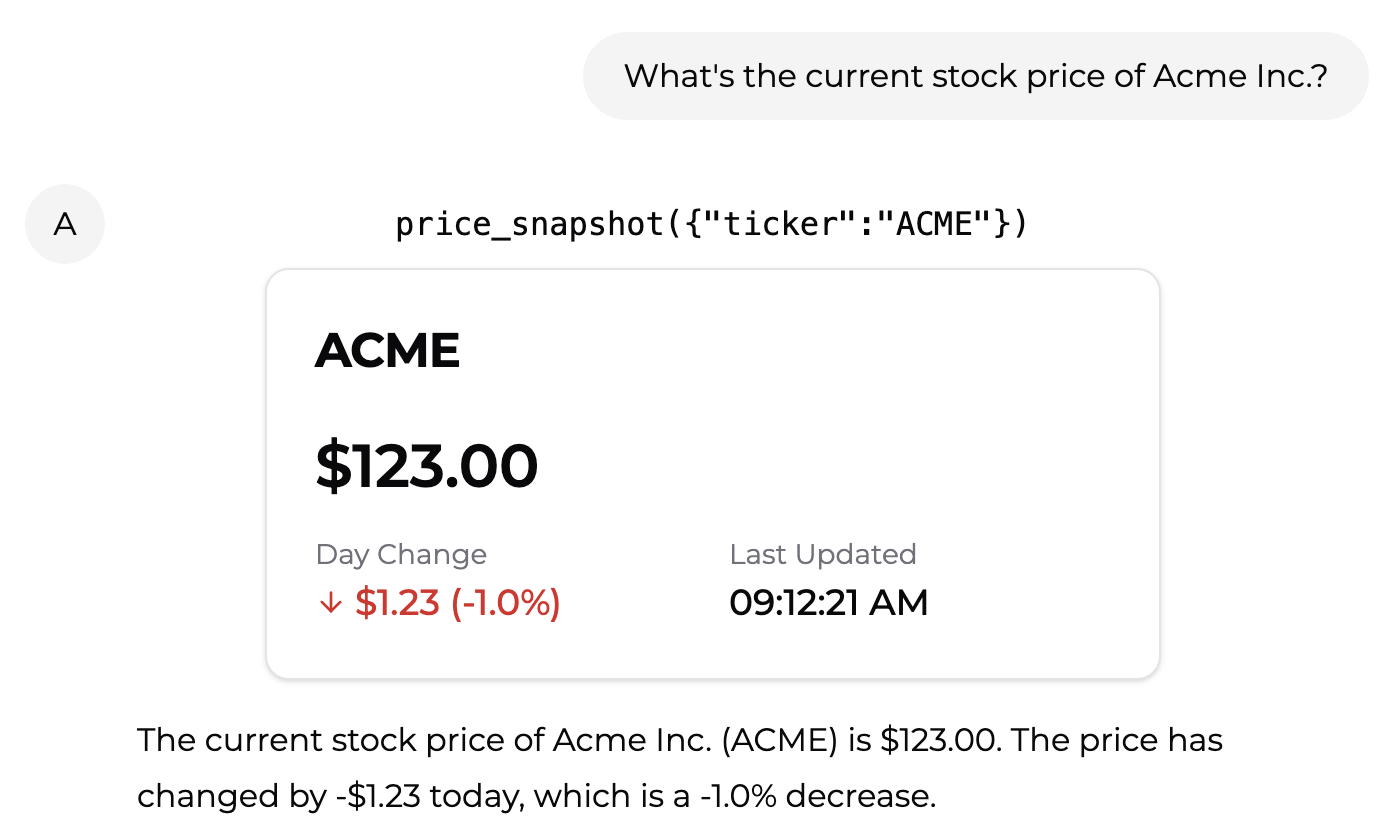 What's the current stock price of Acme Inc.?
A
price_snapshot({"ticker":"ACME"})
ACME
$123.00
Day Change
Last Updated
↓ $1.23 (-1.0%)
09:12:21 AM
The current stock price of Acme Inc. (ACME) is $123.00. The price has
changed by -$1.23 today, which is a -1.0% decrease.